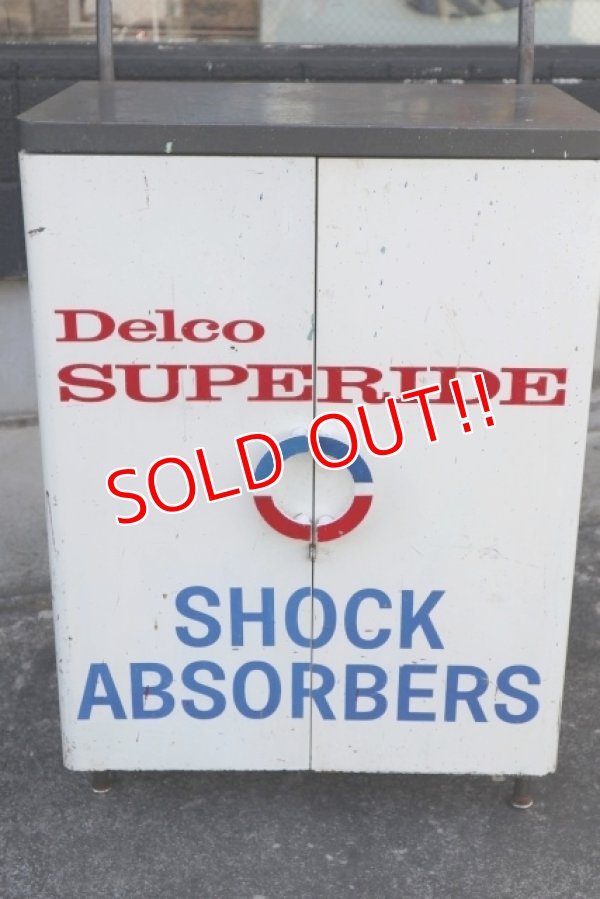 Delco
SUPERIDE
SOLD OUT!!
SHOCK
ABSORBERS